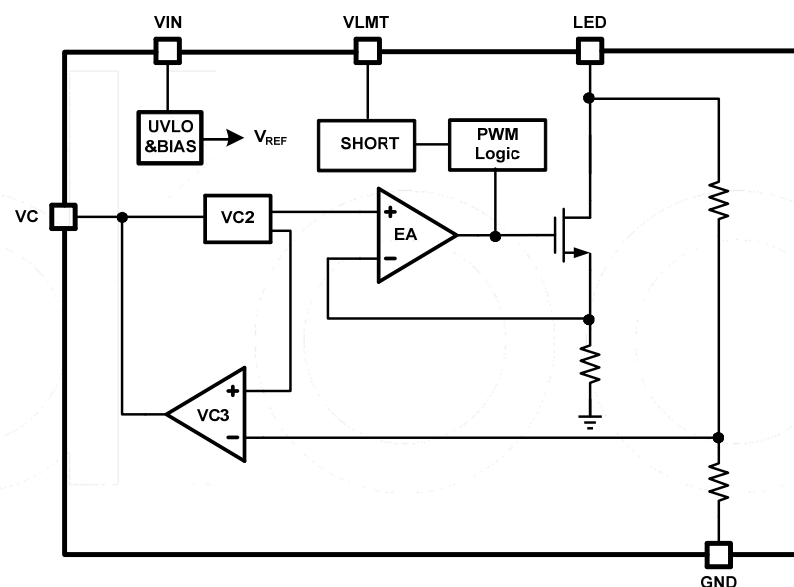 VIN
VLMT
LED
UVLO
&BIAS
VREF
SHORT
PWM
Logic
VC
VC2
+
EA
−
+
VC3
−
GND